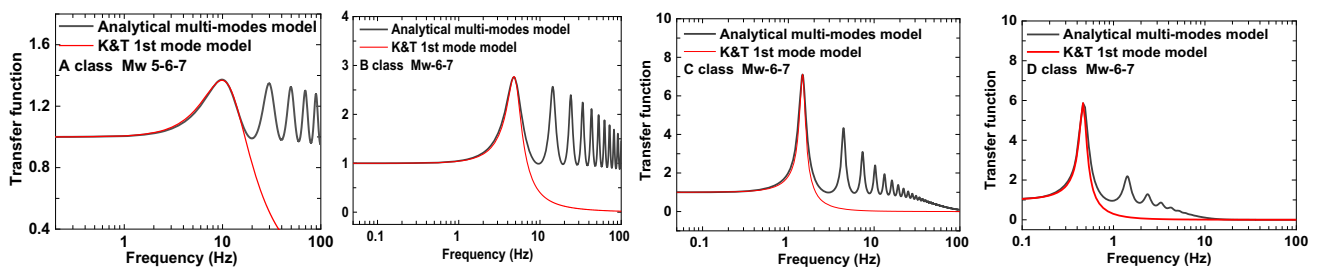 Transfer function
1.6
1.2
0.8
0.4
Analytical multi-modes model
K&T 1st mode model
A class Mw 5-6-7
1
10
100
Frequency (Hz)
Transfer function
4
3
2
1
0
Analytical multi-modes model
K&T 1st mode model
B class Mw-6-7
0.1
1
10
100
Frequency (Hz)
Transfer function
10
8
6
4
2
0
Analytical multi-modes model
K&T 1st mode model
C class Mw-6-7
0.1
1
10
100
Frequency (Hz)
Transfer function
10
8
6
4
2
0
Analytical multi-modes model
K&T 1st mode model
D class Mw-6-7
0.1
1
10
100
Frequency (Hz)